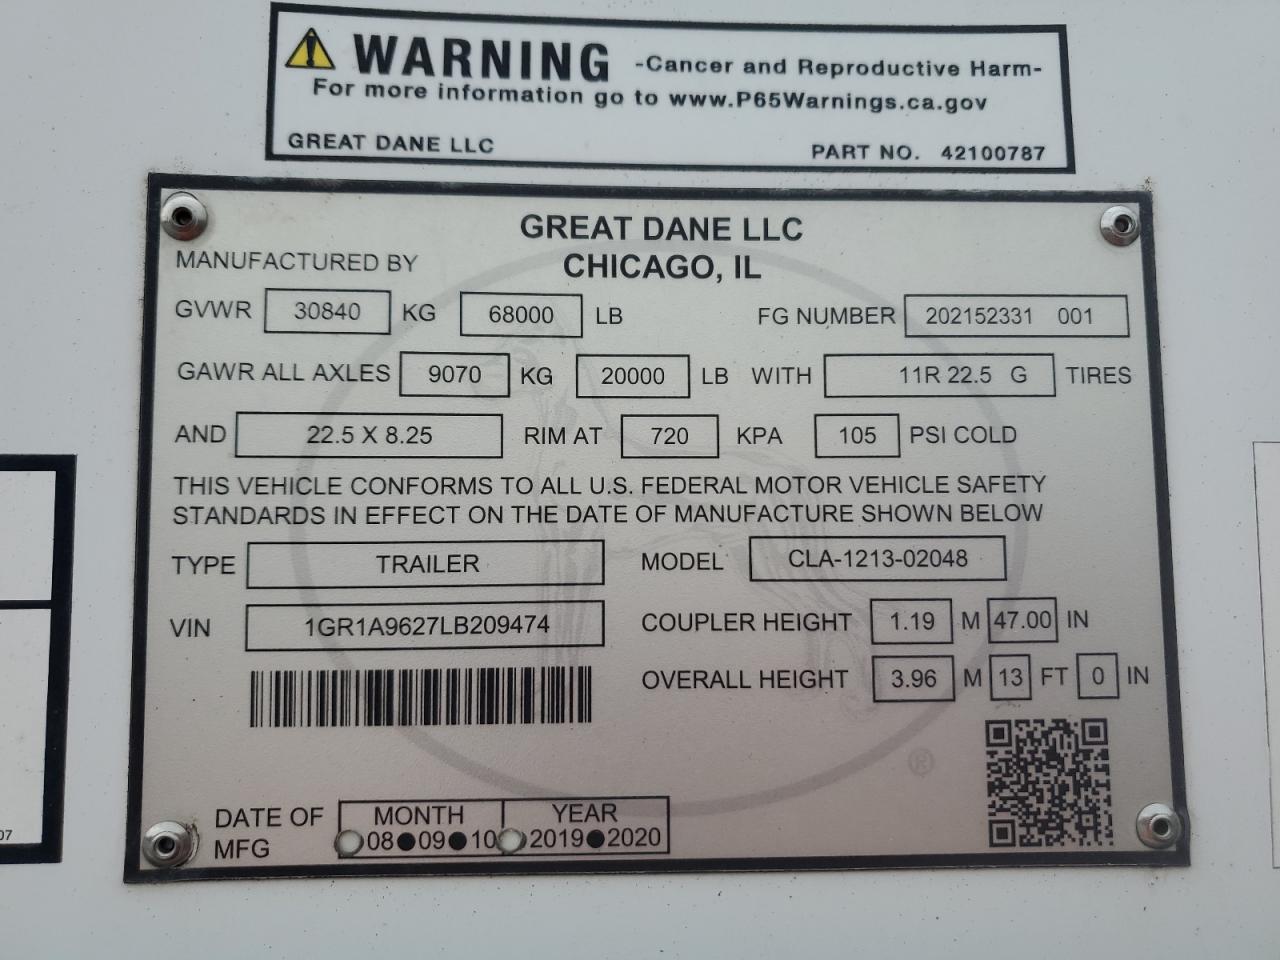 WARNING -Cancer and Reproductive Harm-
For more information go to www.P65Warnings.ca.gov
GREAT DANE LLC PART NO. 42100787
GREAT DANE LLC
MANUFACTURED BY CHICAGO, IL
GVWR 30840 KG 68000 LB FG NUMBER 202152331 001
GAWR ALL AXLES 9070 KG 20000 LB WITH 11R 22.5 G TIRES
AND 22.5 X 8.25 RIM AT 720 KPA 105 PSI COLD
THIS VEHICLE CONFORMS TO ALL U.S. FEDERAL MOTOR VEHICLE SAFETY
STANDARDS IN EFFECT ON THE DATE OF MANUFACTURE SHOWN BELOW
TYPE TRAILER MODEL CLA-1213-02048
VIN 1GR1A9627LB209474 COUPLER HEIGHT 1.19 M 47.00 IN
OVERALL HEIGHT 3.96 M 13 FT 0 IN
®
DATE OF MONTH YEAR
MFG 08 09 10 2019 2020
07